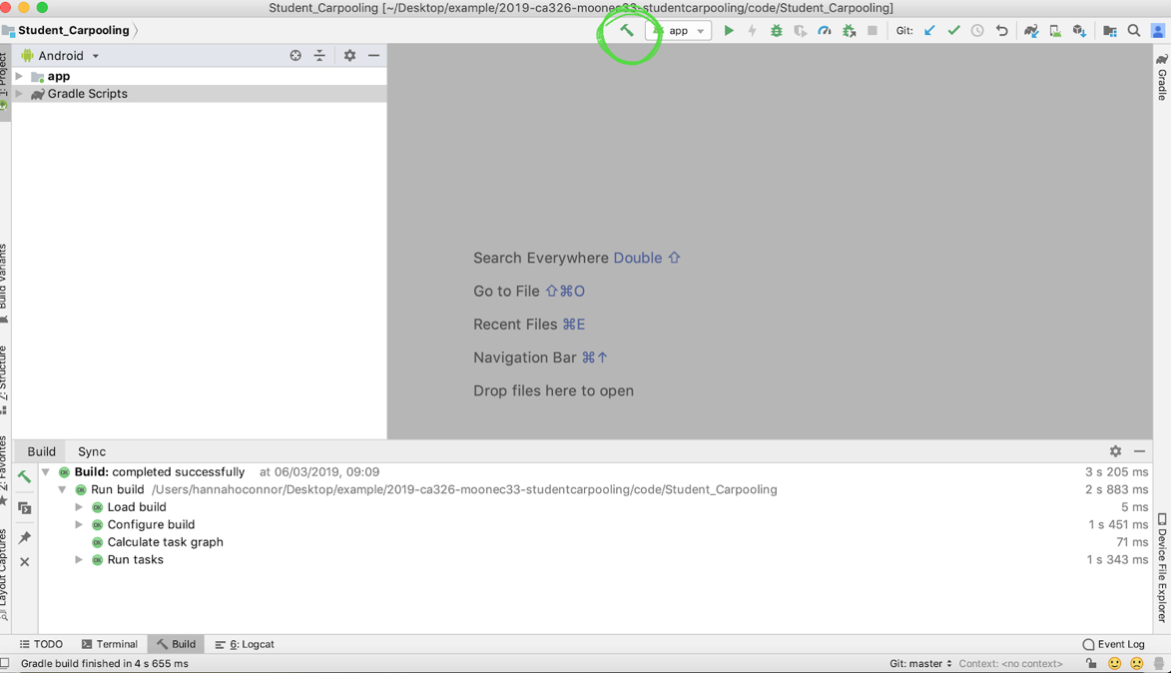 Student_Carpooling [~/Desktop/example/2019-ca326-moonec33-studentcarpooling/code/Student_Carpooling]
Student_Carpooling
app
Git:
Android
app
Gradle Scripts
1: Project
Build Variants
Z: Structure
2: Favorites
Layout Captures
Gradle
Device File Explorer
Search Everywhere Double ⇧
Go to File ⇧⌘O
Recent Files ⌘E
Navigation Bar ⌘↑
Drop files here to open
Build Sync
Build: completed successfully at 06/03/2019, 09:09 3 s 205 ms
Run build /Users/hannahoconnor/Desktop/example/2019-ca326-moonec33-studentcarpooling/code/Student_Carpooling 2 s 883 ms
Load build 5 ms
Configure build 1 s 451 ms
Calculate task graph 71 ms
Run tasks 1 s 343 ms
TODO Terminal Build 6: Logcat Event Log
Gradle build finished in 4 s 655 ms Git: master Context: <no context>